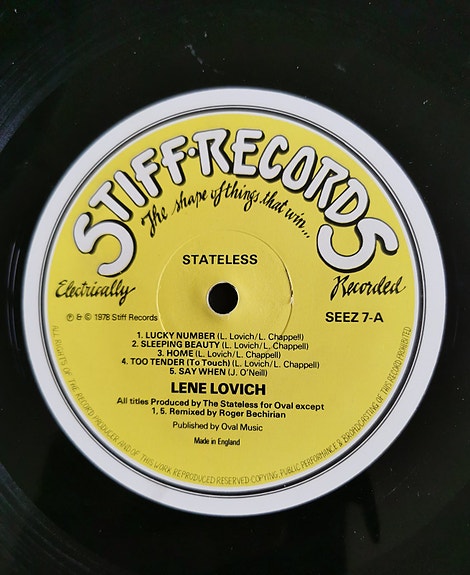 STIFF·RECORDS
The shape of things that win...
STATELESS
Electrically Recorded
℗ & © 1978 Stiff Records SEEZ 7-A
1. LUCKY NUMBER (L. Lovich/L. Chappell)
2. SLEEPING BEAUTY (L. Lovich/L. Chappell)
3. HOME (L. Lovich/L. Chappell)
4. TOO TENDER (To Touch) (L. Lovich/L. Chappell)
5. SAY WHEN (J. O'Neill)
LENE LOVICH
All titles Produced by The Stateless for Oval except
1, 5. Remixed by Roger Bechirian
Published by Oval Music
Made in England
ALL RIGHTS OF THE RECORD PRODUCER AND OF THIS WORK REPRODUCED RESERVED COPYING, PUBLIC PERFORMANCE & BROADCASTING OF THIS RECORD PROHIBITED